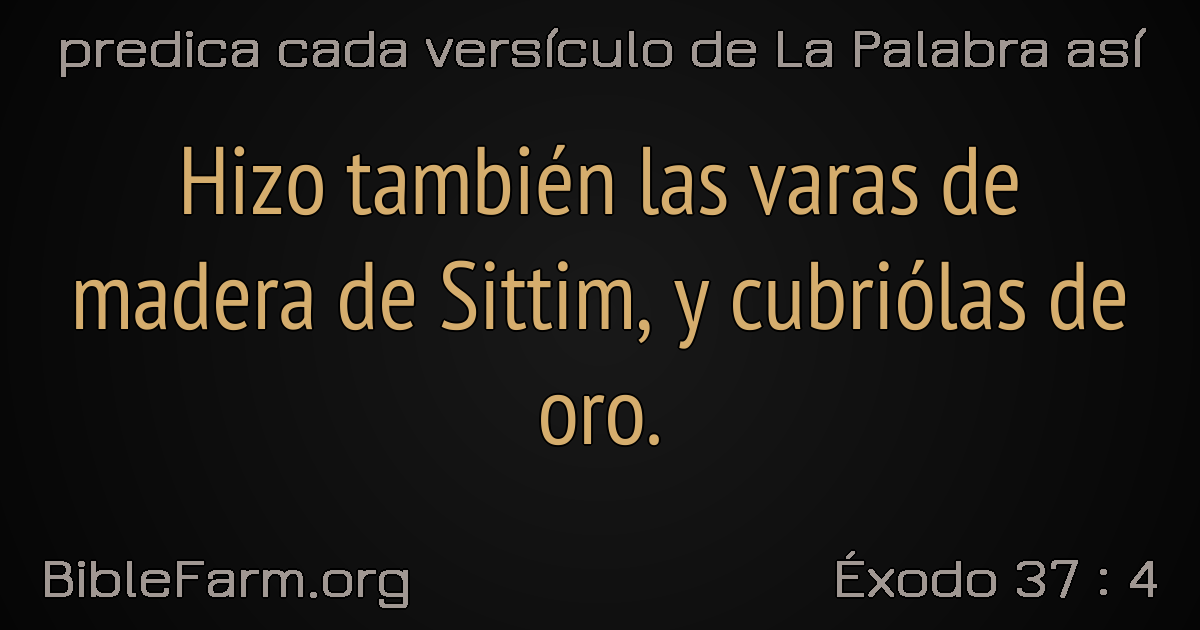 predica cada versículo de La Palabra así
Hizo también las varas de
madera de Sittim, y cubriólas de
oro.
BibleFarm.org
Éxodo 37 : 4